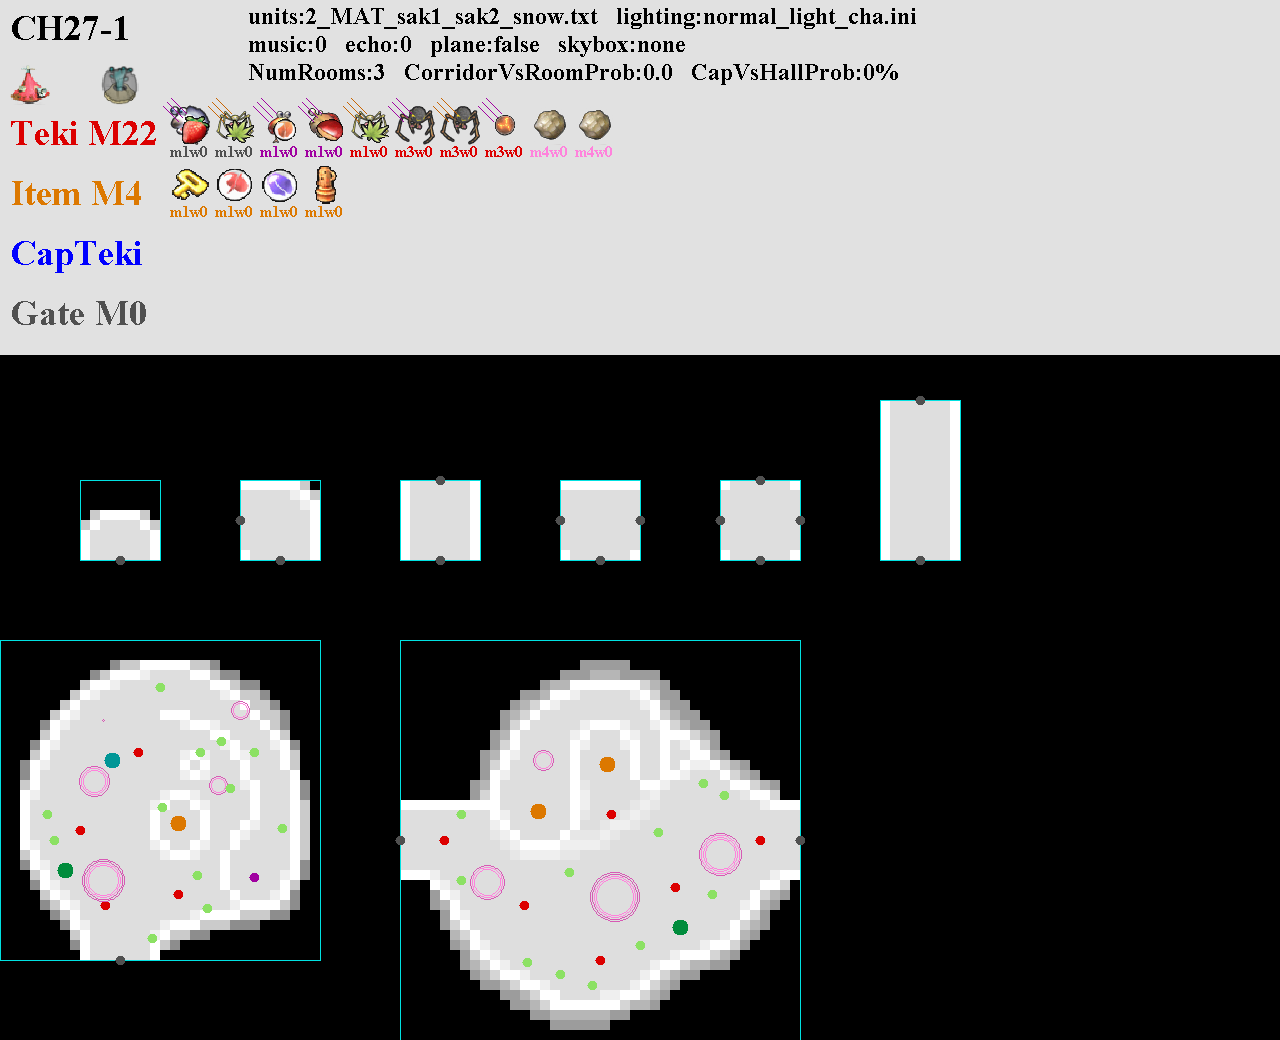 CH27-1
units:2_MAT_sak1_sak2_snow.txt lighting:normal_light_cha.ini
music:0 echo:0 plane:false skybox:none
NumRooms:3 CorridorVsRoomProb:0.0 CapVsHallProb:0%
Teki M22
m1w0 m1w0 m1w0 m1w0 m1w0 m3w0 m3w0 m3w0 m4w0 m4w0
Item M4
m1w0 m1w0 m1w0 m1w0
CapTeki
Gate M0